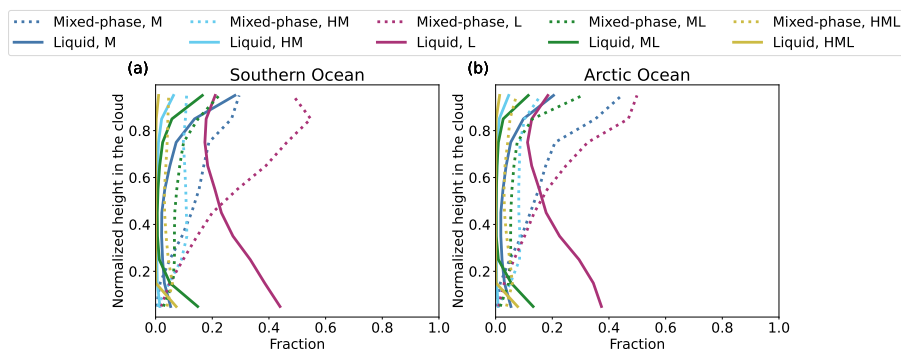 Mixed-phase, M Mixed-phase, HM Mixed-phase, L Mixed-phase, ML Mixed-phase, HML
Liquid, M Liquid, HM Liquid, L Liquid, ML Liquid, HML
(a) Southern Ocean
(b) Arctic Ocean
Normalized height in the cloud
0.8
0.6
0.4
0.2
0.0 0.2 0.4 0.6 0.8 1.0
Fraction
Normalized height in the cloud
0.8
0.6
0.4
0.2
0.0 0.2 0.4 0.6 0.8 1.0
Fraction